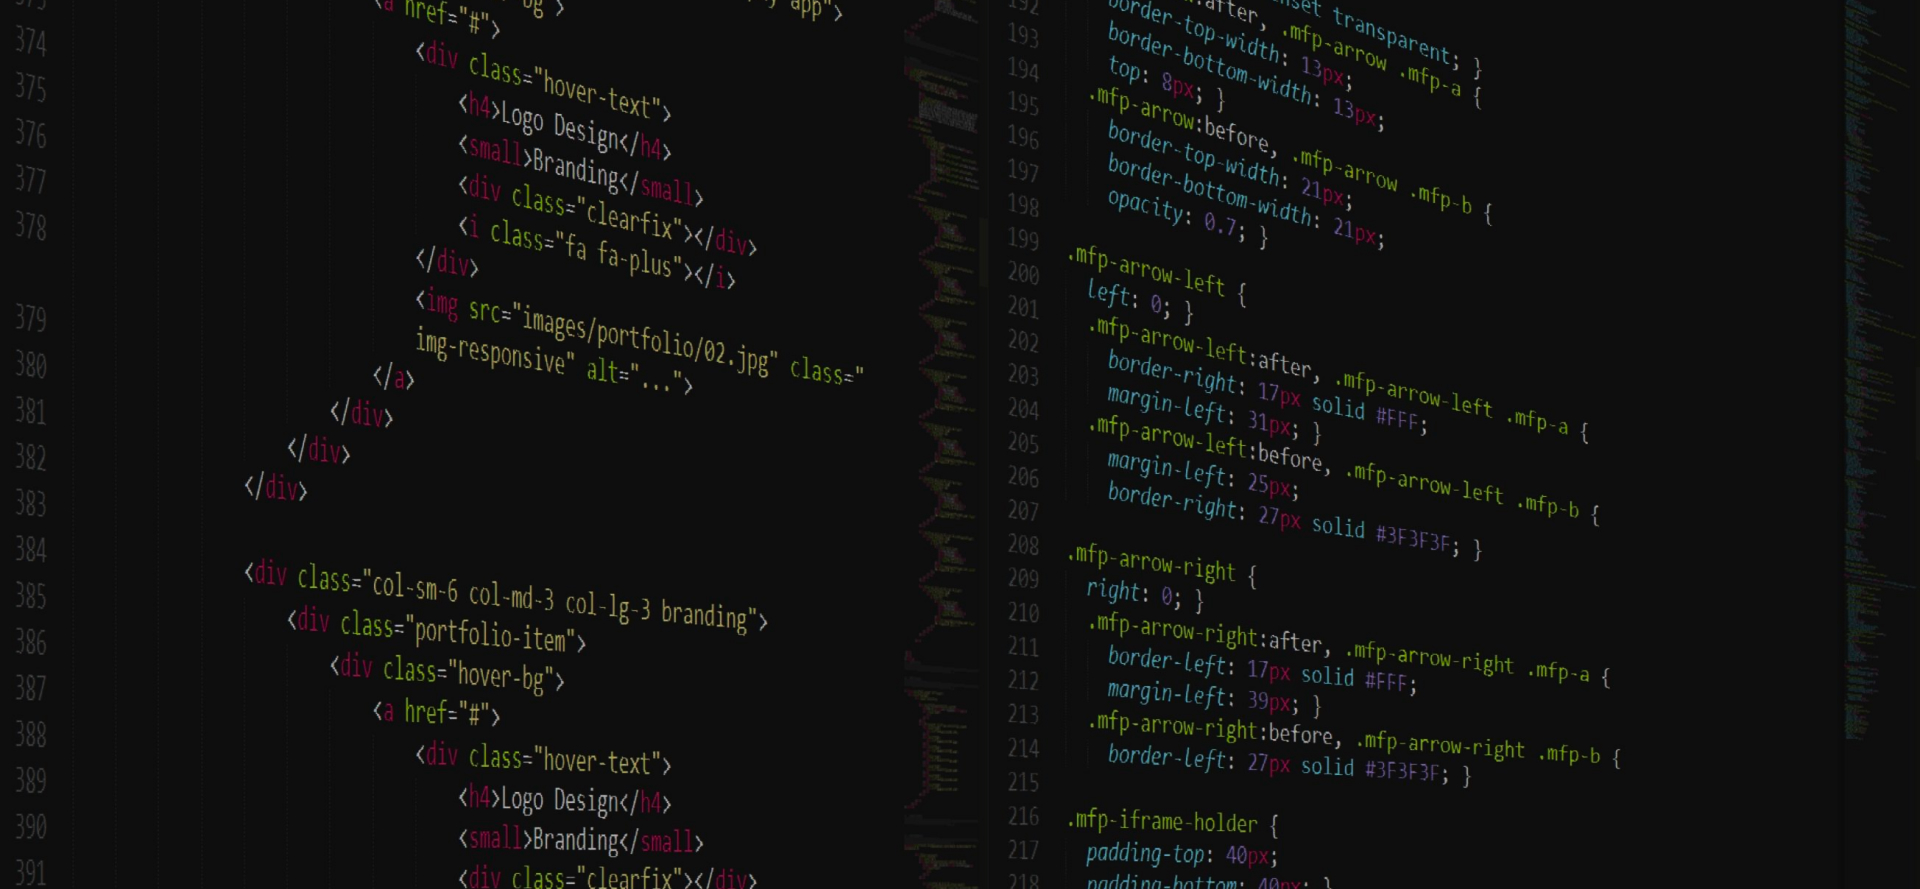 374
375
376
377
378
379
380
381
382
383
384
385
386
387
388
389
390
391
<a href="#">
<div class="hover-text">
<h4>Logo Design</h4>
<small>Branding</small>
<div class="clearfix"></div>
<i class="fa fa-plus"></i>
</div>
<img src="images/portfolio/02.jpg" class="
img-responsive" alt="...">
</a>
</div>
</div>
</div>
<div class="col-sm-6 col-md-3 col-lg-3 branding">
<div class="portfolio-item">
<div class="hover-bg">
<a href="#">
<div class="hover-text">
<h4>Logo Design</h4>
<small>Branding</small>
<div class="clearfix"></div>
192
193
194
195
196
197
198
199
200
201
202
203
204
205
206
207
208
209
210
211
212
213
214
215
216
217
218
transparent; }
:after, .mfp-arrow .mfp-a {
border-top-width: 13px;
border-bottom-width: 13px;
top: 8px; }
.mfp-arrow:before, .mfp-arrow .mfp-b {
border-top-width: 21px;
border-bottom-width: 21px;
opacity: 0.7; }
.mfp-arrow-left {
left: 0; }
.mfp-arrow-left:after, .mfp-arrow-left .mfp-a {
border-right: 17px solid #FFF;
margin-left: 31px; }
.mfp-arrow-left:before, .mfp-arrow-left .mfp-b {
margin-left: 25px;
border-right: 27px solid #3F3F3F; }
.mfp-arrow-right {
right: 0; }
.mfp-arrow-right:after, .mfp-arrow-right .mfp-a {
border-left: 17px solid #FFF;
margin-left: 39px; }
.mfp-arrow-right:before, .mfp-arrow-right .mfp-b {
border-left: 27px solid #3F3F3F; }
.mfp-iframe-holder {
padding-top: 40px;
padding-bottom: 40px; }